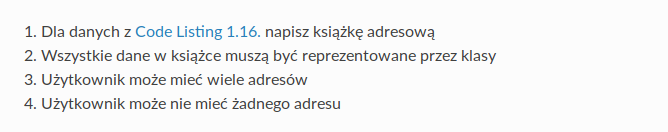 1. Dla danych z Code Listing 1.16. napisz książkę adresową
2. Wszystkie dane w książce muszą być reprezentowane przez klasy
3. Użytkownik może mieć wiele adresów
4. Użytkownik może nie mieć żadnego adresu